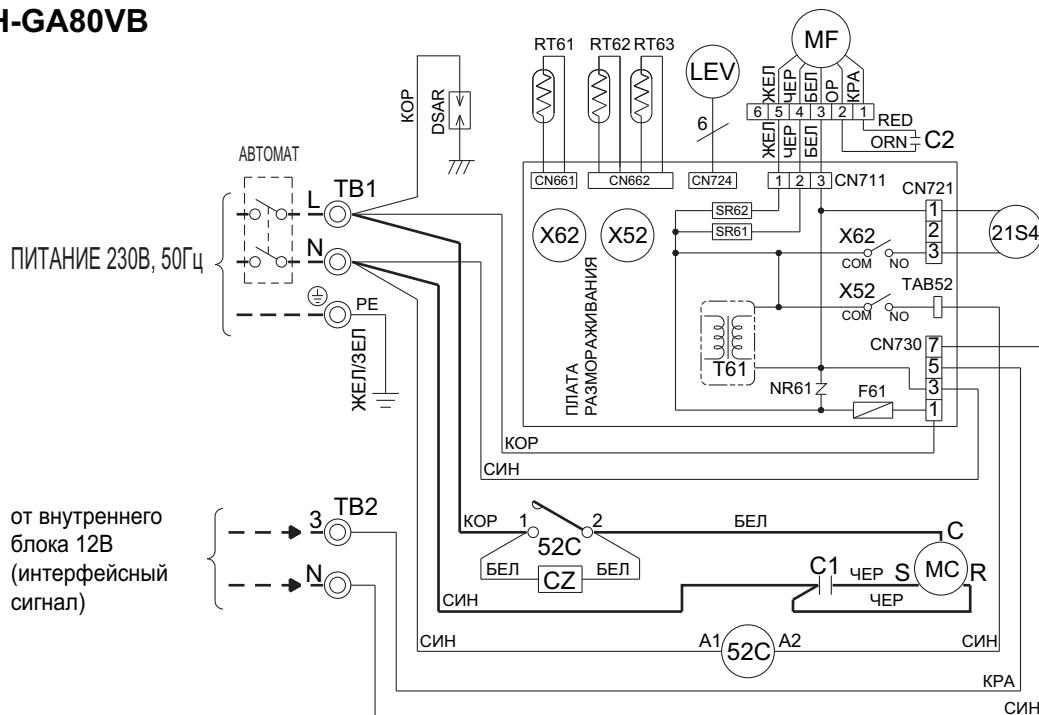 H-GA80VB
RT61 RT62 RT63
LEV
6
MF
ЖЕЛ ЧЕР БЕЛ ОР КРА
6 5 4 3 2 1
RED
ORN C2
ЖЕЛ ЧЕР БЕЛ
КОР
DSAR
АВТОМАТ
L TB1
N
PE
ПИТАНИЕ 230В, 50Гц
ЖЕЛ/ЗЕЛ
CN661 CN662 CN724 1 2 3 CN711
CN721
1
2
3
21S4
X62 X52
SR62
SR61
X62
COM NO
X52
COM NO
TAB52
ПЛАТА
РАЗМОРАЖИВАНИЯ
T61
CN730
7
5
3
1
NR61
F61
КОР
СИН
от внутреннего
блока 12В
(интерфейсный
сигнал)
3 TB2
N
КОР 1 2 БЕЛ
52C
БЕЛ CZ БЕЛ
C
S MC R
C1 ЧЕР
ЧЕР
СИН
СИН A1 52C A2 СИН
КРА
СИН